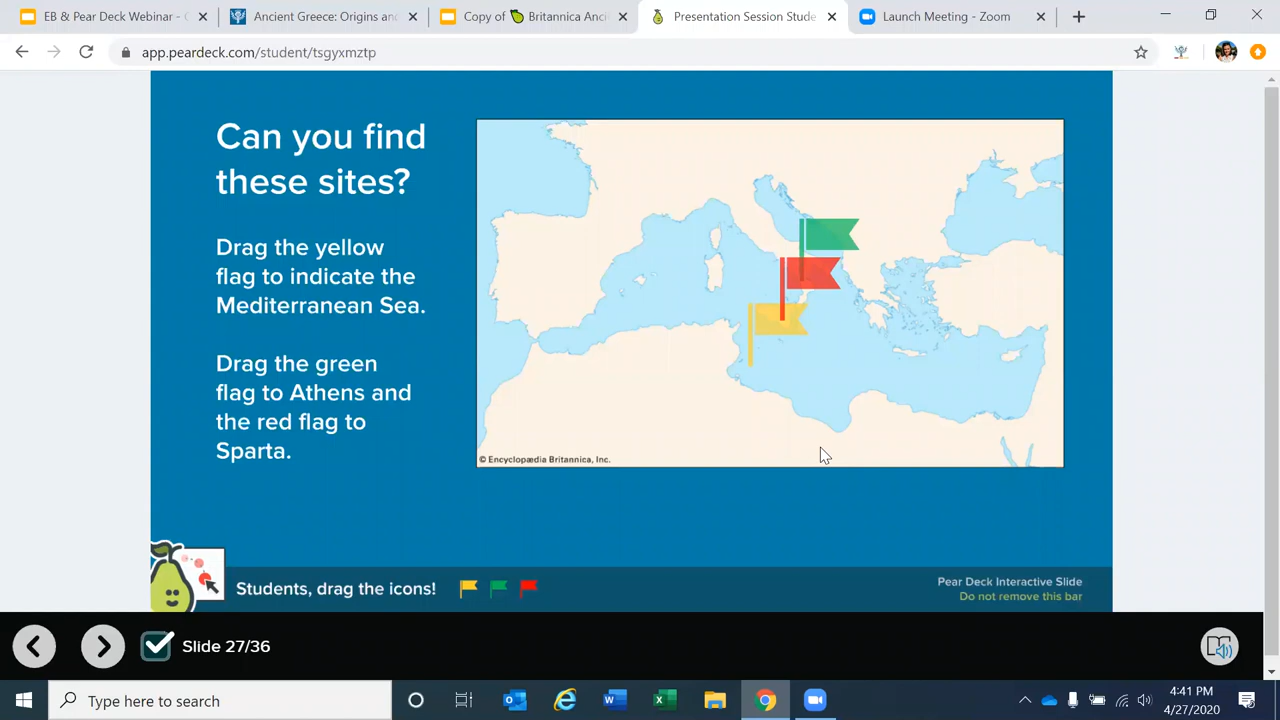 EB & Pear Deck Webinar - G
Ancient Greece: Origins and
Copy of Britannica Anci
Presentation Session Stude
Launch Meeting - Zoom
app.peardeck.com/student/tsgyxmztp
Can you find
these sites?
Drag the yellow
flag to indicate the
Mediterranean Sea.
Drag the green
flag to Athens and
the red flag to
Sparta.
© Encyclopædia Britannica, Inc.
Students, drag the icons!
Pear Deck Interactive Slide
Do not remove this bar
Slide 27/36
Type here to search
4:41 PM
4/27/2020